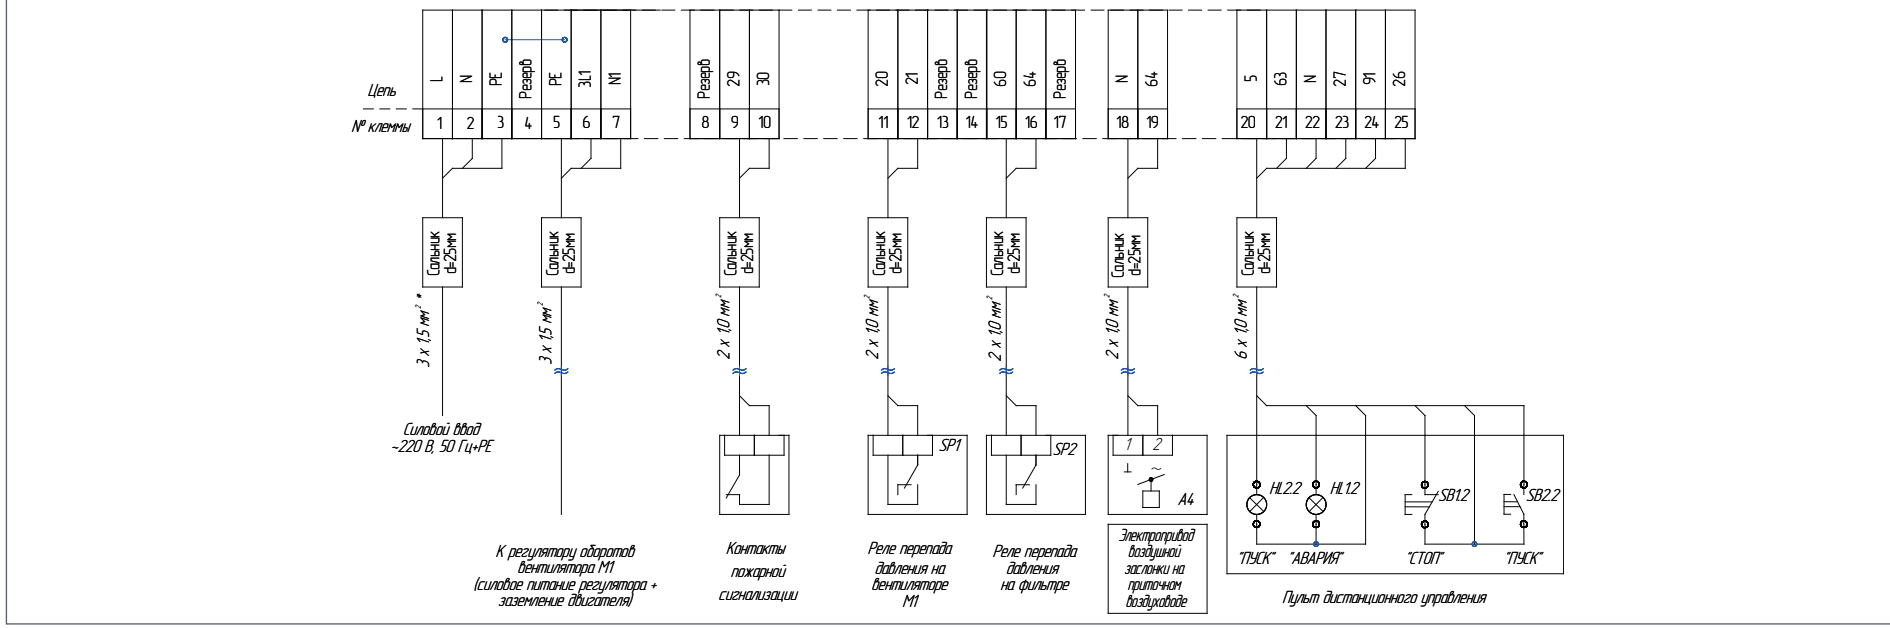 Цепь
L N PE Резерв PE 3L1 N1 Резерв 29 30 20 21 Резерв Резерв 60 64 Резерв N 64 5 63 N 27 91 26
№ клеммы
1 2 3 4 5 6 7 8 9 10 11 12 13 14 15 16 17 18 19 20 21 22 23 24 25
Сальник
d=25мм
Сальник
d=25мм
Сальник
d=25мм
Сальник
d=25мм
Сальник
d=25мм
Сальник
d=25мм
Сальник
d=25мм
3 x 1,5 мм² *
3 x 1,5 мм²
2 x 1,0 мм²
2 x 1,0 мм²
2 x 1,0 мм²
2 x 1,0 мм²
6 x 1,0 мм²
Силовой ввод
~220 В, 50 Гц+PE
К регулятору оборотов
вентилятора М1
(силовое питание регулятора +
заземление двигателя)
Контакты
пожарной
сигнализации
SP1
Реле перепада
давления на
вентиляторе
М1
SP2
Реле перепада
давления
на фильтре
1 2
⊥ ~
A4
Электропривод
воздушной
заслонки на
приточном
воздуховоде
HL2.2 HL1.2 SB1.2 SB2.2
"ПУСК" "АВАРИЯ" "СТОП" "ПУСК"
Пульт дистанционного управления